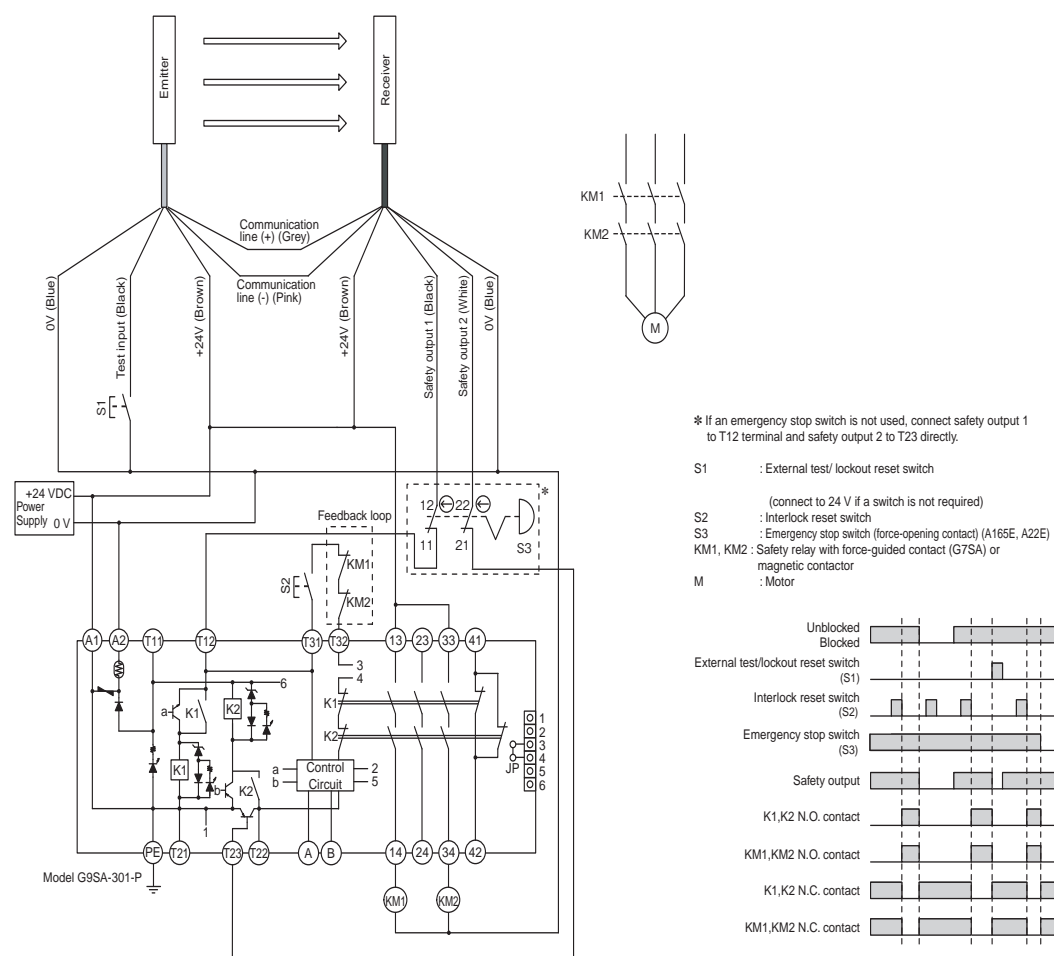 Emitter
Receiver
Communication
line (+) (Grey)
Communication
line (-) (Pink)
0V (Blue)
Test input (Black)
+24V (Brown)
+24V (Brown)
Safety output 1 (Black)
Safety output 2 (White)
0V (Blue)
S1
KM1
KM2
M
✻ If an emergency stop switch is not used, connect safety output 1
to T12 terminal and safety output 2 to T23 directly.
S1 : External test/ lockout reset switch
(connect to 24 V if a switch is not required)
S2 : Interlock reset switch
S3 : Emergency stop switch (force-opening contact) (A165E, A22E)
KM1, KM2 : Safety relay with force-guided contact (G7SA) or
magnetic contactor
M : Motor
+24 VDC
Power
Supply 0 V
Feedback loop
S2
KM1
KM2
12 22
11 21
S3
*
A1 A2 T11 T12 T31 T32 13 23 33 41
3
4
6
a K1
K2
K1
K2
K1
b K2
a
b
Control
Circuit
2
5
1
JP
1
2
3
4
5
6
PE T21 T23 T22 A B 14 24 34 42
Model G9SA-301-P
KM1 KM2
Unblocked
Blocked
External test/lockout reset switch
(S1)
Interlock reset switch
(S2)
Emergency stop switch
(S3)
Safety output
K1,K2 N.O. contact
KM1,KM2 N.O. contact
K1,K2 N.C. contact
KM1,KM2 N.C. contact